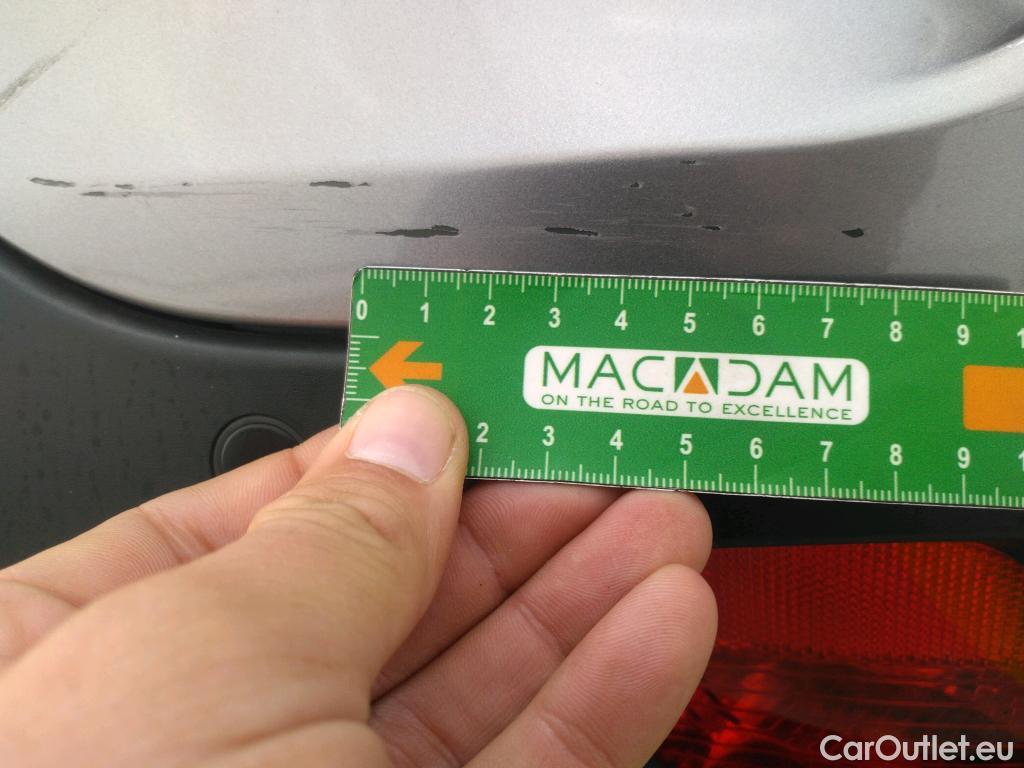 0 1 2 3 4 5 6 7 8 9
MACADAM
ON THE ROAD TO EXCELLENCE
2 3 4 5 6 7 8 9
CarOutlet.eu